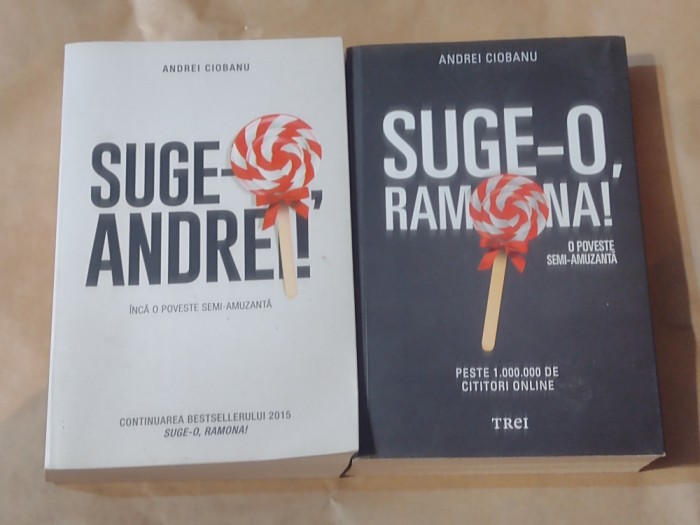 ANDREI CIOBANU
SUGE-O,
ANDREI!
ÎNCĂ O POVESTE SEMI-AMUZANTĂ
CONTINUAREA BESTSELLERULUI 2015
SUGE-O, RAMONA!
ANDREI CIOBANU
SUGE-O,
RAMONA!
O POVESTE
SEMI-AMUZANTĂ
PESTE 1.000.000 DE
CITITORI ONLINE
TREI